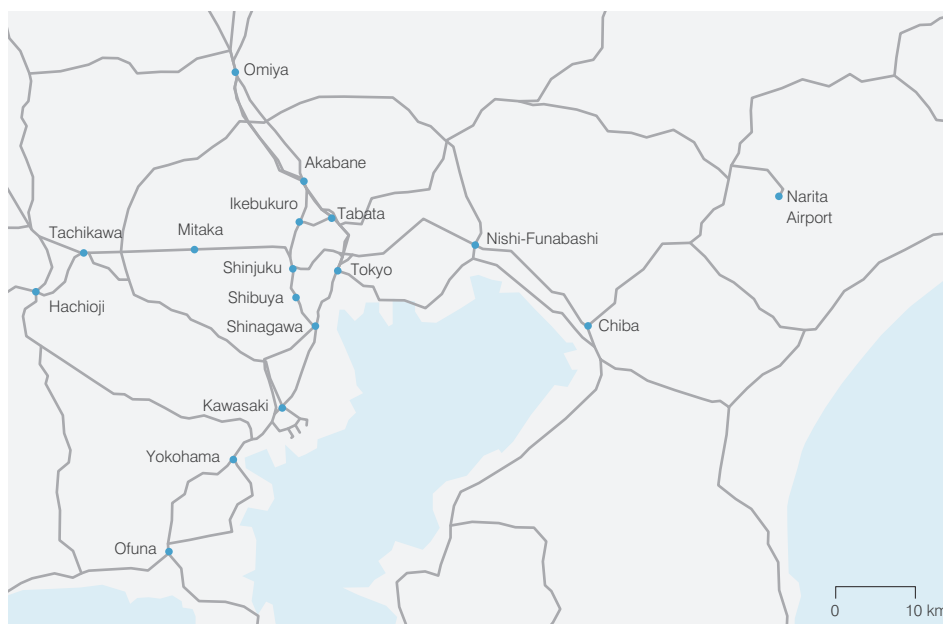 Omiya
Akabane
Ikebukuro
Tabata
Narita
Airport
Mitaka
Tachikawa
Nishi-Funabashi
Shinjuku
Tokyo
Shibuya
Hachioji
Shinagawa
Chiba
Kawasaki
Yokohama
Ofuna
0 10 km